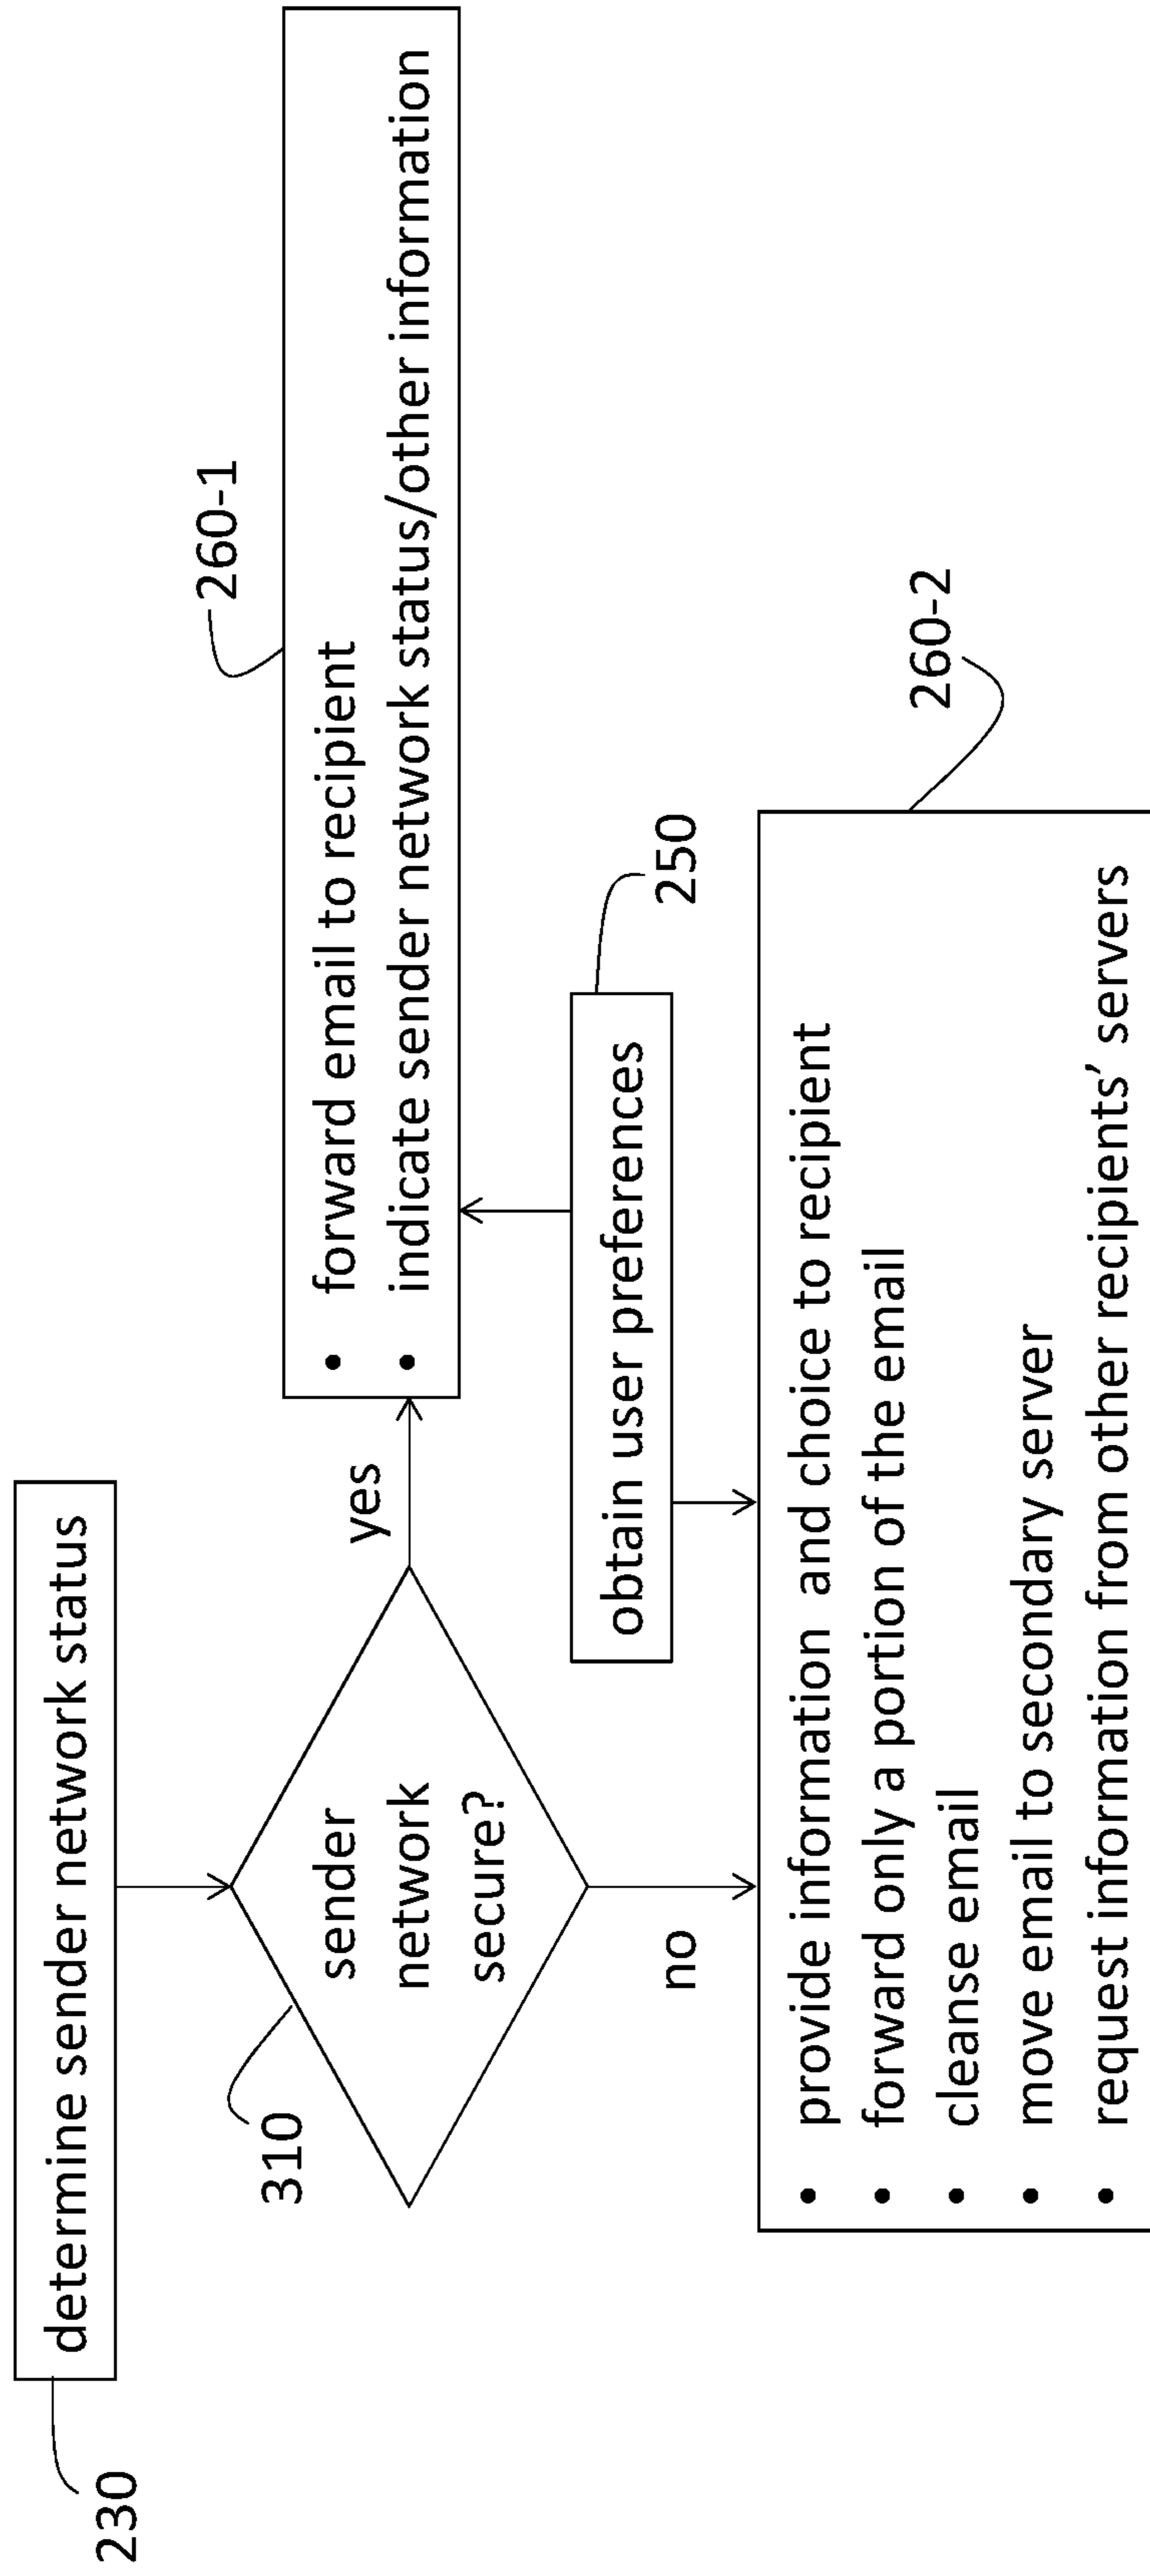 230
determine sender network status
310
sender
network
secure?
yes
no
260-1
• forward email to recipient
• indicate sender network status/other information
obtain user preferences
250
260-2
• provide information and choice to recipient
• forward only a portion of the email
• cleanse email
• move email to secondary server
• request information from other recipients’ servers